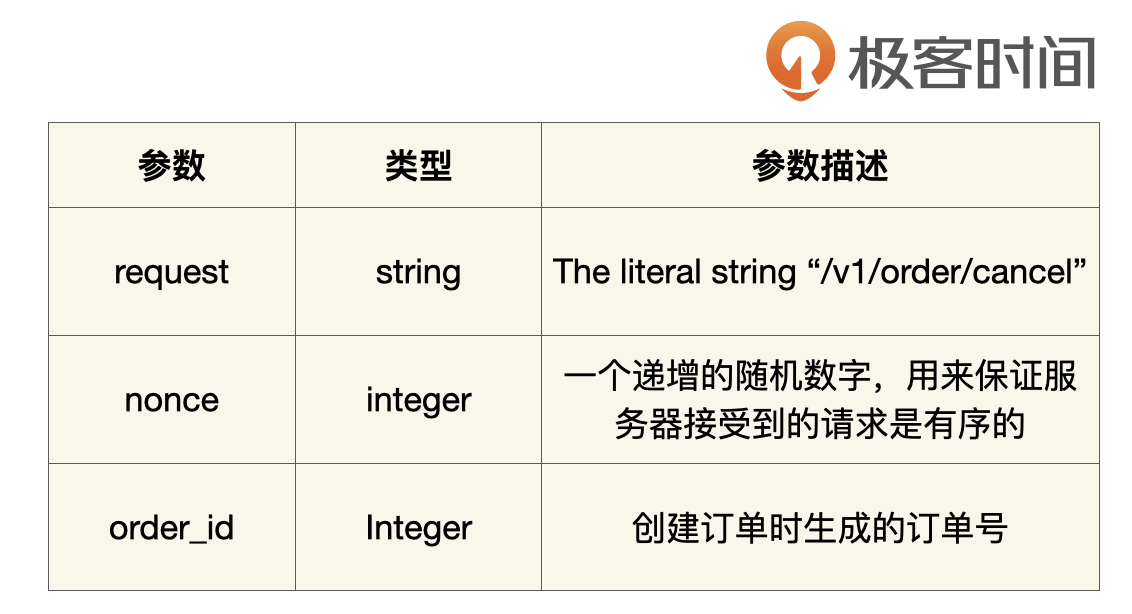 极客时间
参数 类型 参数描述
request string The literal string “/v1/order/cancel”
nonce integer 一个递增的随机数字，用来保证服
务器接受到的请求是有序的
order_id Integer 创建订单时生成的订单号